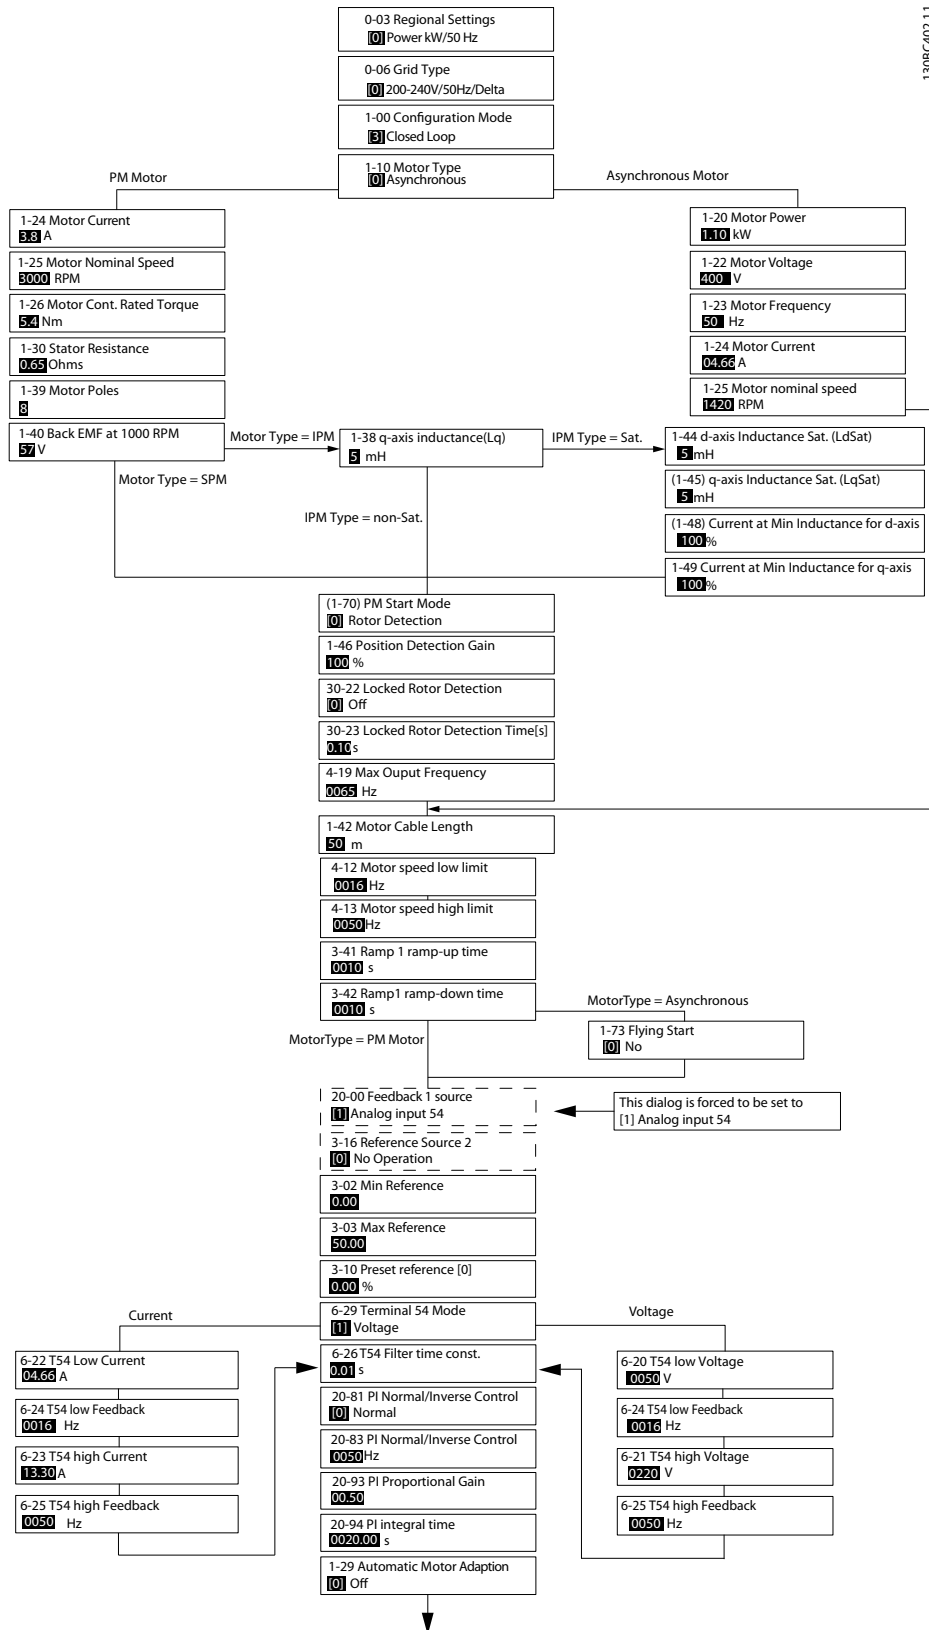 130BC402.11
0-03 Regional Settings
[0] Power kW/50 Hz
0-06 Grid Type
[0] 200-240V/50Hz/Delta
1-00 Configuration Mode
[3] Closed Loop
1-10 Motor Type
[0] Asynchronous
PM Motor
Asynchronous Motor
1-24 Motor Current
3.8 A
1-25 Motor Nominal Speed
3000 RPM
1-26 Motor Cont. Rated Torque
5.4 Nm
1-30 Stator Resistance
0.65 Ohms
1-39 Motor Poles
8
1-40 Back EMF at 1000 RPM
57 V
1-20 Motor Power
1.10 kW
1-22 Motor Voltage
400 V
1-23 Motor Frequency
50 Hz
1-24 Motor Current
04.66 A
1-25 Motor nominal speed
1420 RPM
Motor Type = IPM
Motor Type = SPM
1-38 q-axis inductance(Lq)
5 mH
IPM Type = Sat.
IPM Type = non-Sat.
1-44 d-axis Inductance Sat. (LdSat)
5 mH
(1-45) q-axis Inductance Sat. (LqSat)
5 mH
(1-48) Current at Min Inductance for d-axis
100 %
1-49 Current at Min Inductance for q-axis
100 %
(1-70) PM Start Mode
[0] Rotor Detection
1-46 Position Detection Gain
100 %
30-22 Locked Rotor Detection
[0] Off
30-23 Locked Rotor Detection Time[s]
0.10 s
4-19 Max Ouput Frequency
0065 Hz
1-42 Motor Cable Length
50 m
4-12 Motor speed low limit
0016 Hz
4-13 Motor speed high limit
0050 Hz
3-41 Ramp 1 ramp-up time
0010 s
3-42 Ramp1 ramp-down time
0010 s
MotorType = Asynchronous
1-73 Flying Start
[0] No
MotorType = PM Motor
20-00 Feedback 1 source
[1] Analog input 54
This dialog is forced to be set to
[1] Analog input 54
3-16 Reference Source 2
[0] No Operation
3-02 Min Reference
0.00
3-03 Max Reference
50.00
3-10 Preset reference [0]
0.00 %
6-29 Terminal 54 Mode
[1] Voltage
Current
Voltage
6-22 T54 Low Current
04.66 A
6-24 T54 low Feedback
0016 Hz
6-23 T54 high Current
13.30 A
6-25 T54 high Feedback
0050 Hz
6-26 T54 Filter time const.
0.01 s
20-81 PI Normal/Inverse Control
[0] Normal
20-83 PI Normal/Inverse Control
0050 Hz
20-93 PI Proportional Gain
00.50
20-94 PI integral time
0020.00 s
1-29 Automatic Motor Adaption
[0] Off
6-20 T54 low Voltage
0050 V
6-24 T54 low Feedback
0016 Hz
6-21 T54 high Voltage
0220 V
6-25 T54 high Feedback
0050 Hz